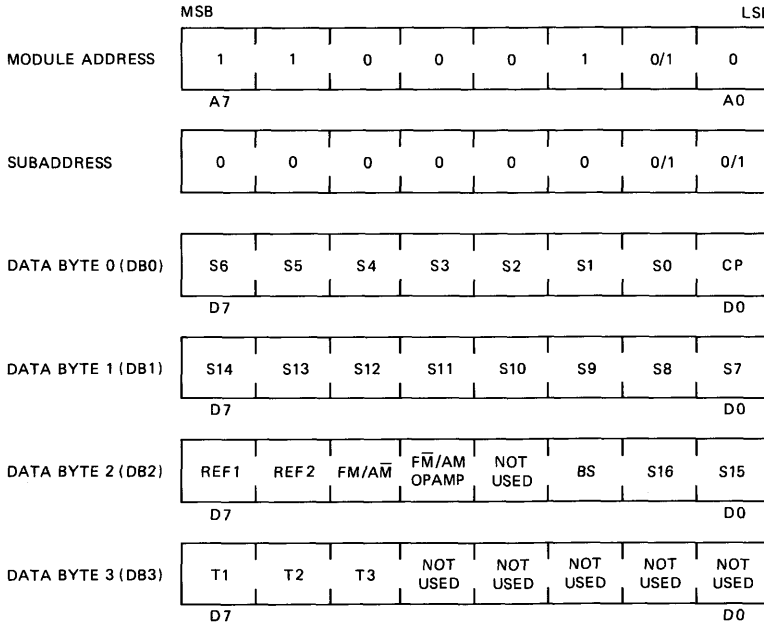 MSB LS
MODULE ADDRESS 1 1 0 0 0 1 0/1 0
A7 A0
SUBADDRESS 0 0 0 0 0 0 0/1 0/1
DATA BYTE 0 (DB0) S6 S5 S4 S3 S2 S1 S0 CP
D7 D0
DATA BYTE 1 (DB1) S14 S13 S12 S11 S10 S9 S8 S7
D7 D0
DATA BYTE 2 (DB2) REF1 REF2 FM/AM̅ FM̅/AM OPAMP NOT USED BS S16 S15
D7 D0
DATA BYTE 3 (DB3) T1 T2 T3 NOT USED NOT USED NOT USED NOT USED NOT USED
D7 D0